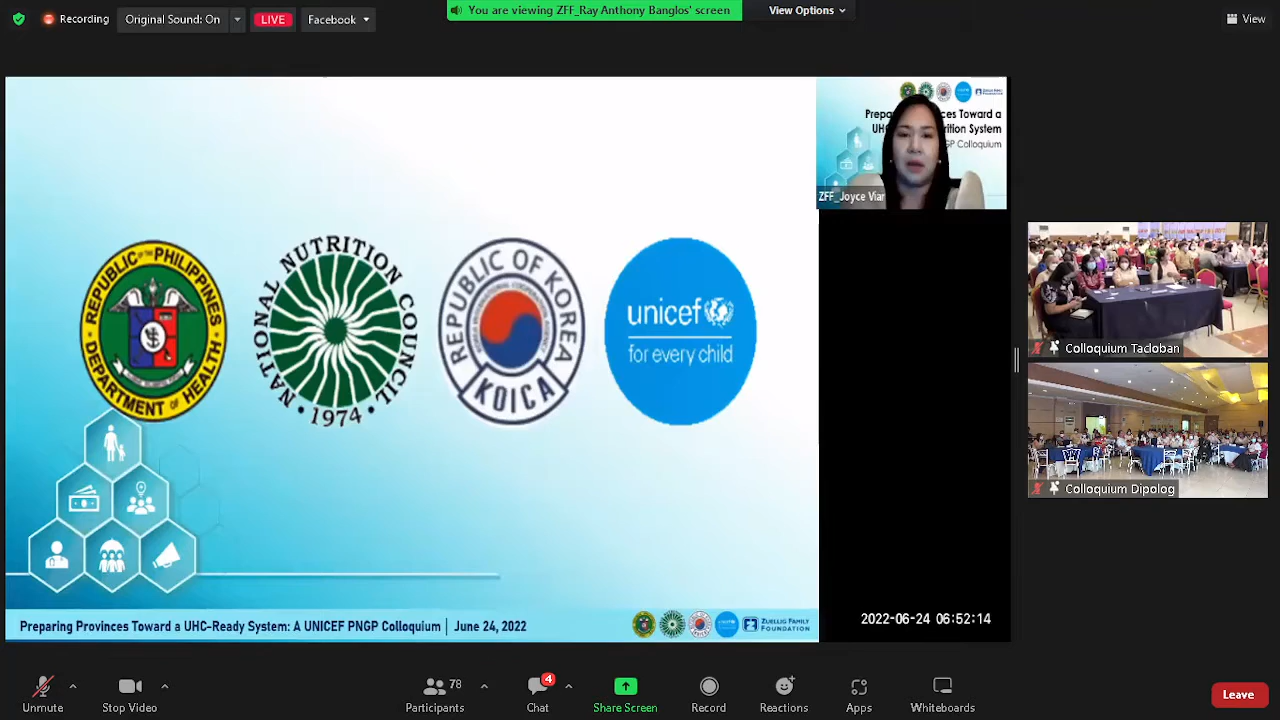 Recording
Original Sound: On
LIVE
Facebook
You are viewing ZFF_Ray Anthony Banglos' screen
View Options
View
Toward a
System
Colloquium
ZFF_Joyce Viar
REPUBLIC OF THE PHILIPPINES
DEPARTMENT OF HEALTH
NATIONAL NUTRITION COUNCIL
• 1974 •
REPUBLIC OF KOREA
KOICA
unicef
for every child
Colloquium Tacloban
Colloquium Dipolog
2022-06-24 06:52:14
Preparing Provinces Toward a UHC-Ready System: A UNICEF PNGP Colloquium | June 24, 2022
ZUELLIG FAMILY
FOUNDATION
78
4
Unmute
Stop Video
Participants
Chat
Share Screen
Record
Reactions
Apps
Whiteboards
Leave